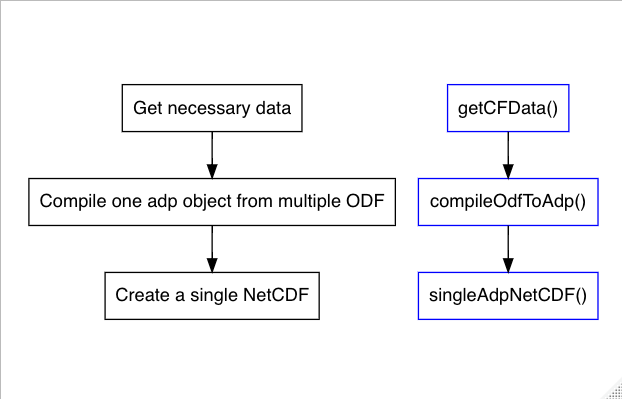 Get necessary data
getCFData()
Compile one adp object from multiple ODF
compileOdfToAdp()
Create a single NetCDF
singleAdpNetCDF()